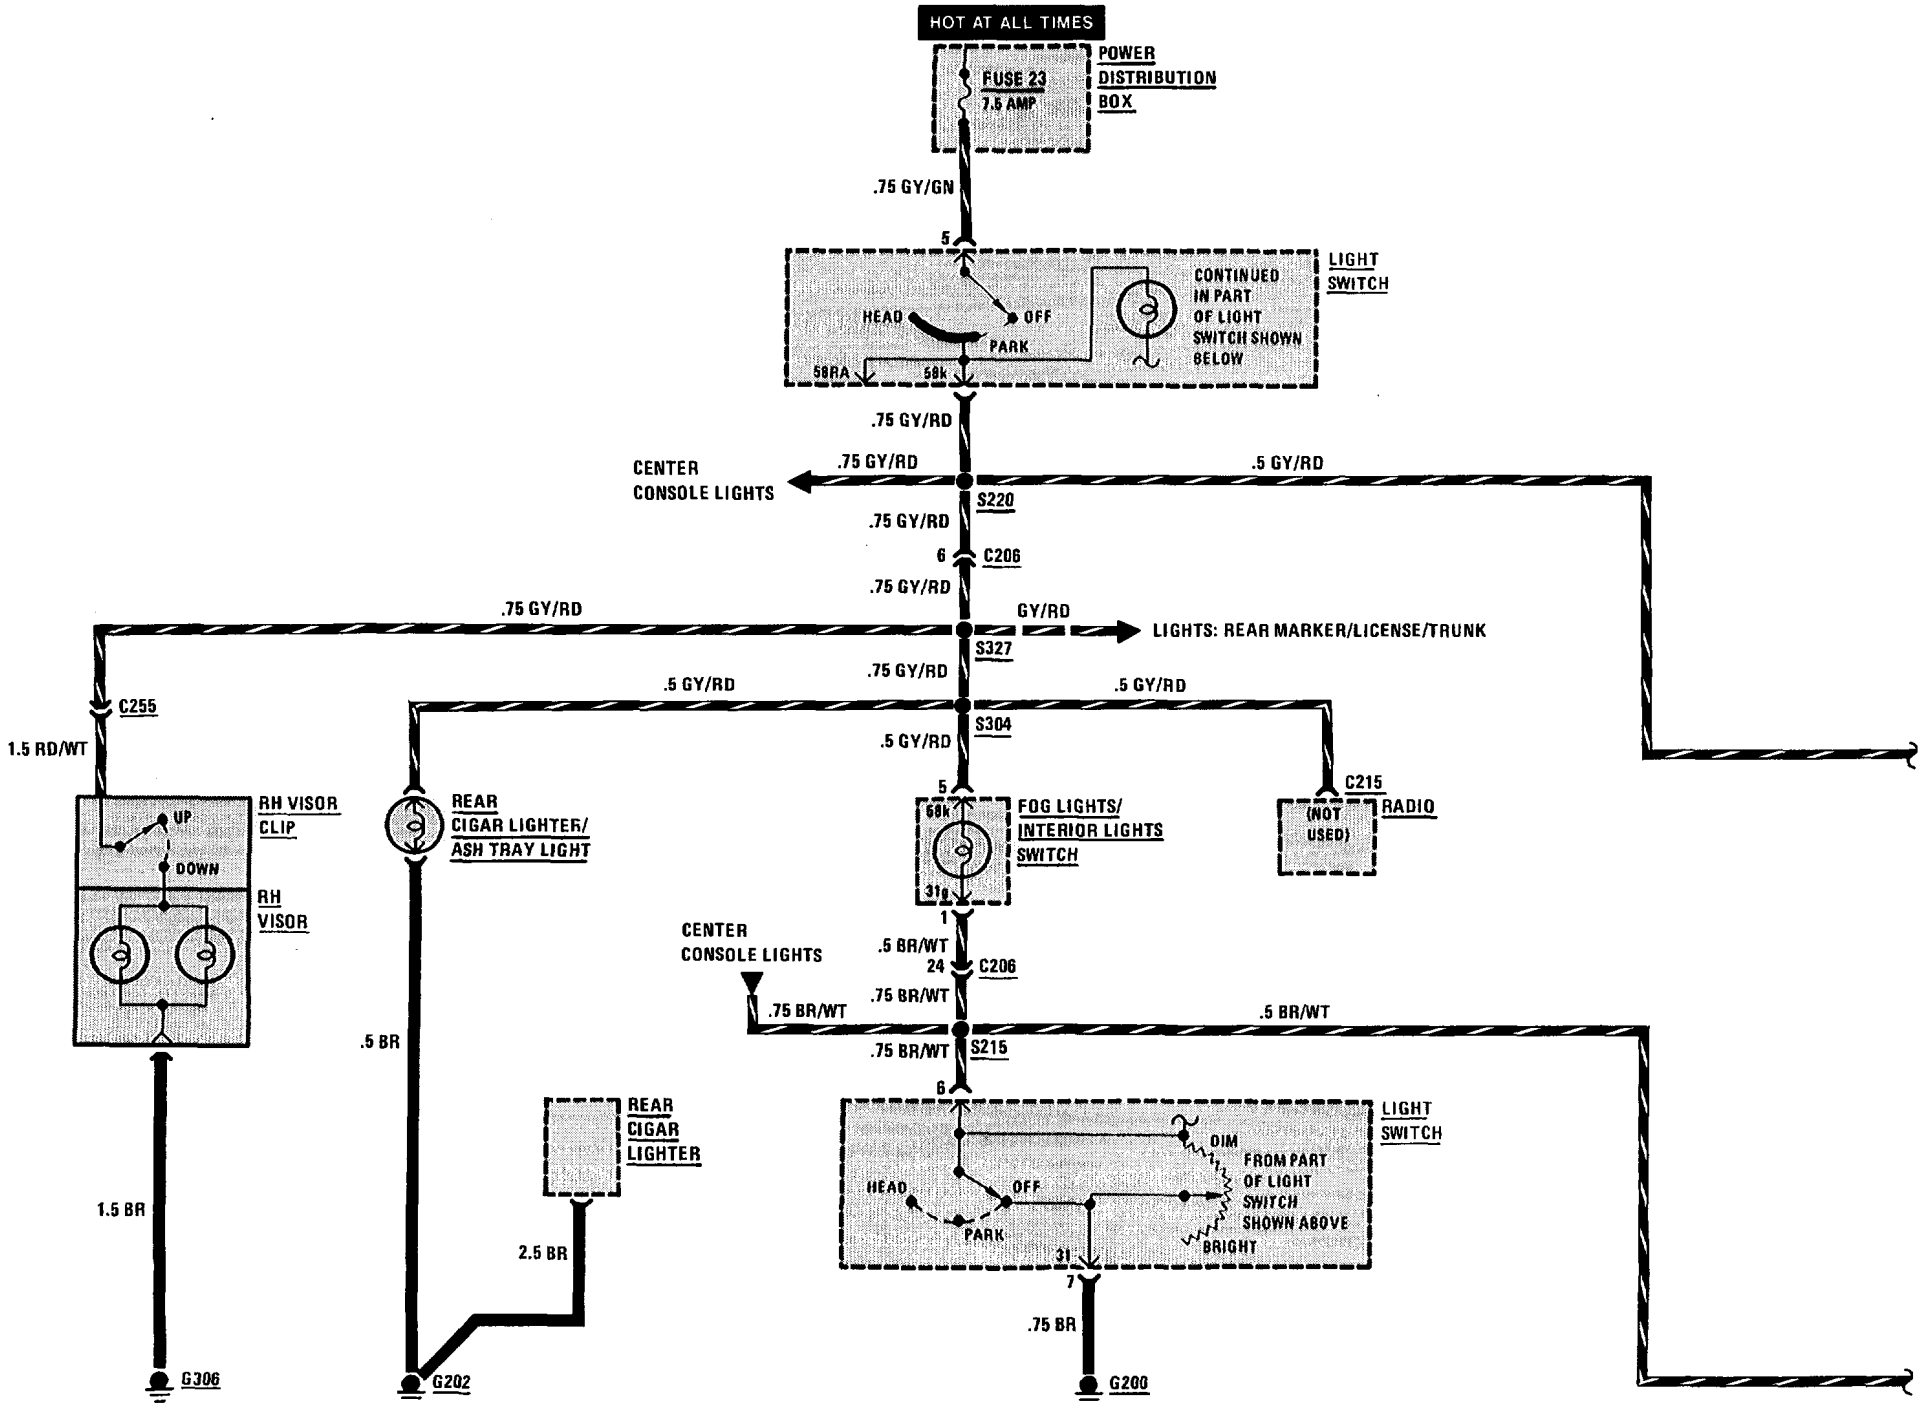 HOT AT ALL TIMES
POWER
DISTRIBUTION
BOX
FUSE 23
7.5 AMP
.75 GY/GN
5
LIGHT
SWITCH
CONTINUED
IN PART
OF LIGHT
SWITCH SHOWN
BELOW
HEAD
OFF
PARK
58RA
58k
.75 GY/RD
CENTER
CONSOLE LIGHTS
.75 GY/RD
.5 GY/RD
S220
.75 GY/RD
6
C206
.75 GY/RD
.75 GY/RD
GY/RD
LIGHTS: REAR MARKER/LICENSE/TRUNK
S327
.75 GY/RD
.5 GY/RD
.5 GY/RD
S304
.5 GY/RD
C255
1.5 RD/WT
RH VISOR
CLIP
UP
DOWN
RH
VISOR
REAR
CIGAR LIGHTER/
ASH TRAY LIGHT
5
58k
FOG LIGHTS/
INTERIOR LIGHTS
SWITCH
31g
1
C215
RADIO
(NOT
USED)
CENTER
CONSOLE LIGHTS
.5 BR/WT
24
C206
.75 BR/WT
.75 BR/WT
.5 BR/WT
S215
.75 BR/WT
6
.5 BR
REAR
CIGAR
LIGHTER
LIGHT
SWITCH
DIM
FROM PART
OF LIGHT
SWITCH
SHOWN ABOVE
BRIGHT
HEAD
OFF
PARK
31
7
1.5 BR
2.5 BR
.75 BR
G306
G202
G200